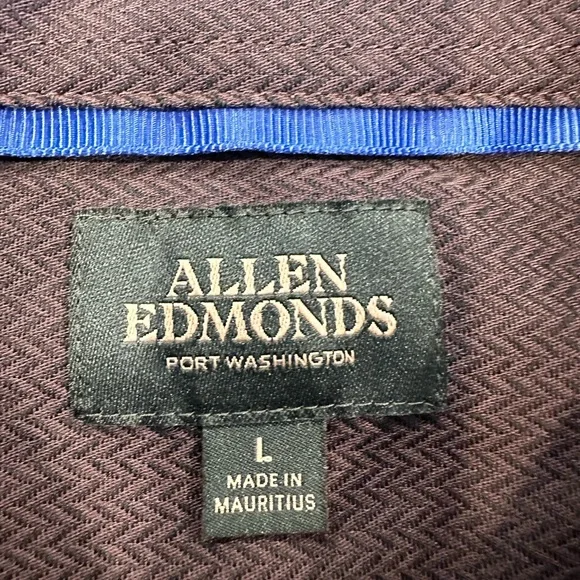 ALLEN
EDMONDS
PORT WASHINGTON
L
MADE IN
MAURITIUS